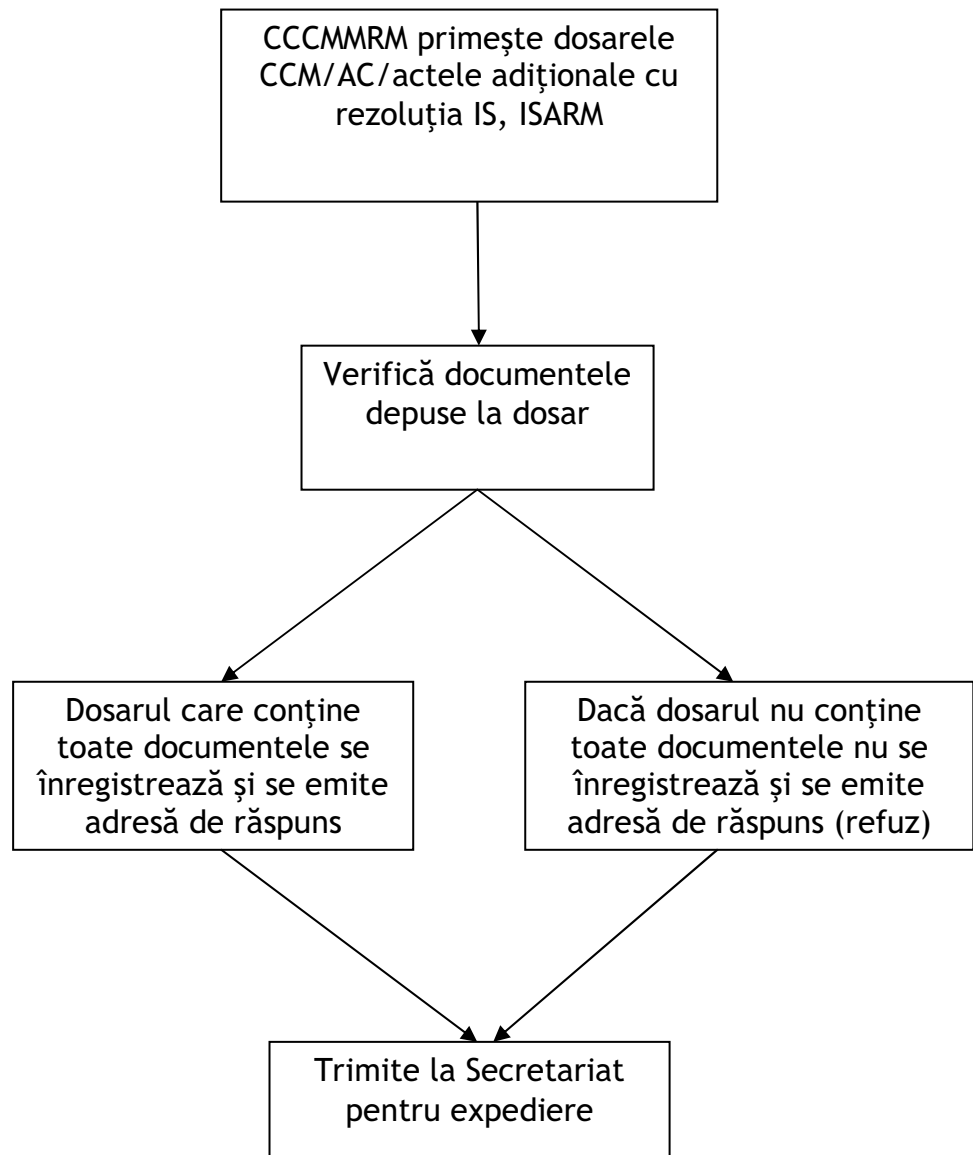 CCCMMRM primeşte dosarele
CCM/AC/actele adiţionale cu
rezoluţia IS, ISARM
Verifică documentele
depuse la dosar
Dosarul care conţine
toate documentele se
înregistrează şi se emite
adresă de răspuns
Dacă dosarul nu conţine
toate documentele nu se
înregistrează şi se emite
adresă de răspuns (refuz)
Trimite la Secretariat
pentru expediere